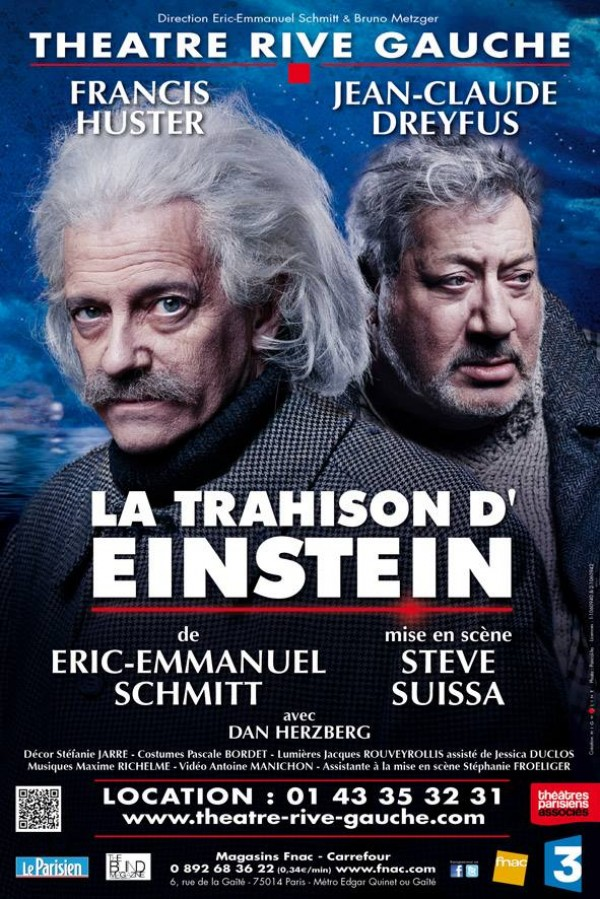 Direction Eric-Emmanuel Schmitt & Bruno Metzger
THEATRE RIVE GAUCHE
FRANCIS HUSTER
JEAN-CLAUDE DREYFUS
LA TRAHISON D'
EINSTEIN
de
ERIC-EMMANUEL
SCHMITT
mise en scène
STEVE
SUISSA
avec
DAN HERZBERG
Décor Stéfanie JARRE - Costumes Pascale BORDET - Lumières Jacques ROUVEYROLLIS assisté de Jessica DUCLOS
Musiques Maxime RICHELME - Vidéo Antoine MANICHON - Assistante à la mise en scène Stéphanie FROELIGER
LOCATION : 01 43 35 32 31
www.theatre-rive-gauche.com
théâtres
parisiens
associés
Le Parisien
THE
BLIND
MAGAZINE
Magasins Fnac - Carrefour
0 892 68 36 22 (0,34€/min) www.fnac.com
6, rue de la Gaîté - 75014 Paris - Métro Edgar Quinet ou Gaîté
f
fnac
3